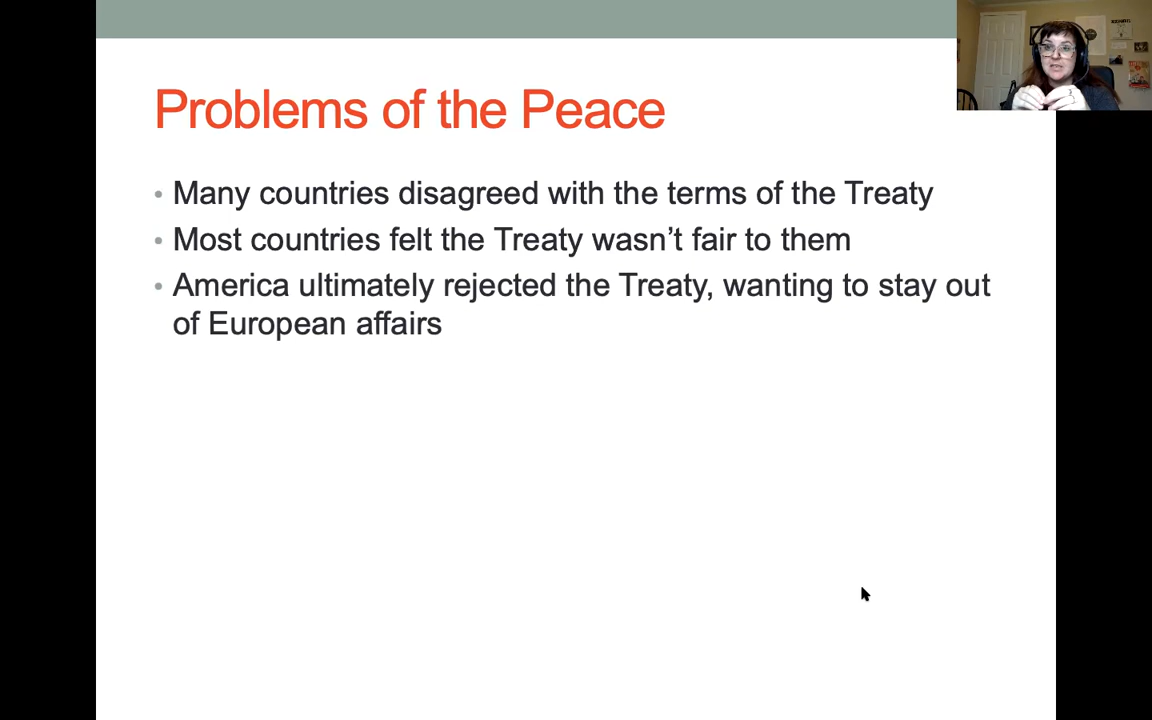 Problems of the Peace
• Many countries disagreed with the terms of the Treaty
• Most countries felt the Treaty wasn't fair to them
• America ultimately rejected the Treaty, wanting to stay out
of European affairs